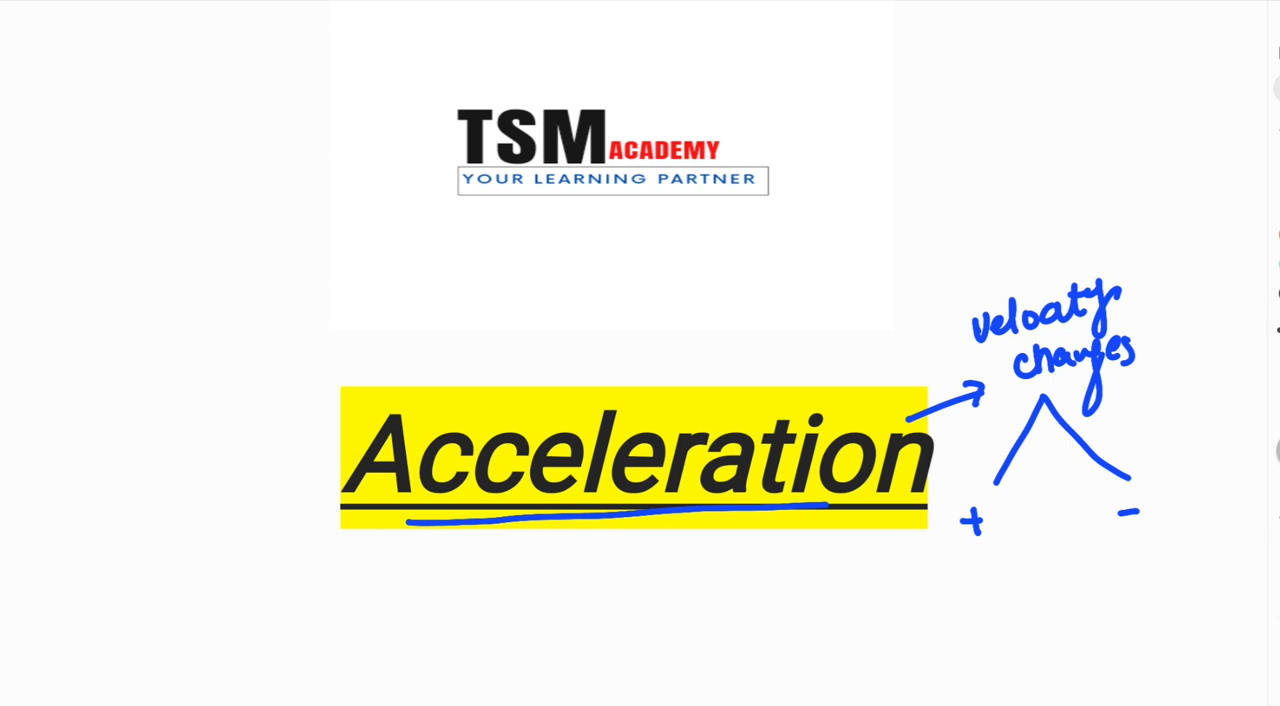 TSM ACADEMY
YOUR LEARNING PARTNER
velocity
changes
Acceleration
+ -